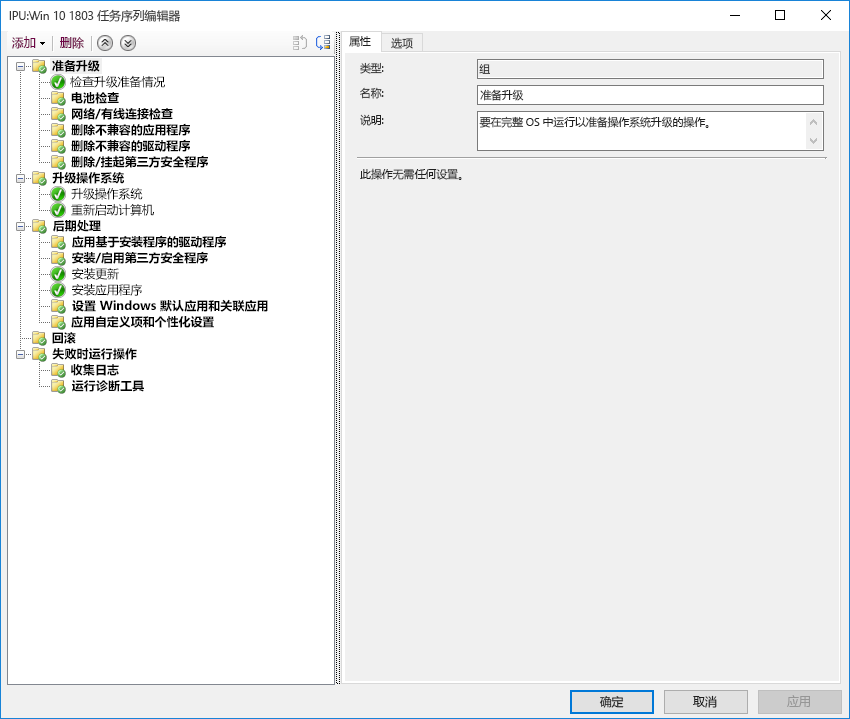 IPU:Win 10 1803 任务序列编辑器
添加 删除
准备升级
检查升级准备情况
电池检查
网络/有线连接检查
删除不兼容的应用程序
删除不兼容的驱动程序
删除/挂起第三方安全程序
升级操作系统
升级操作系统
重新启动计算机
后期处理
应用基于安装程序的驱动程序
安装/启用第三方安全程序
安装更新
安装应用程序
设置 Windows 默认应用和关联应用
应用自定义项和个性化设置
回滚
失败时运行操作
收集日志
运行诊断工具
属性 选项
类型: 组
名称: 准备升级
说明: 要在完整 OS 中运行以准备操作系统升级的操作。
此操作无需任何设置。
确定 取消 应用